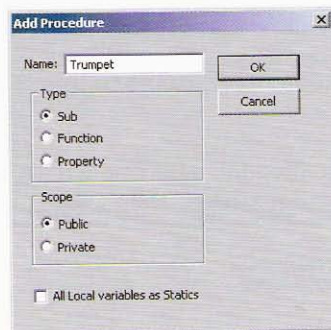 Add Procedure
Name: Trumpet
OK
Cancel
Type
Sub
Function
Property
Scope
Public
Private
All Local variables as Statics